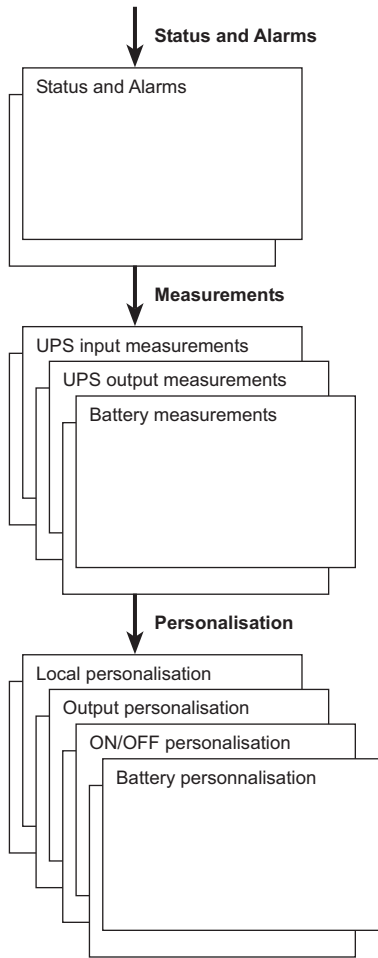 Status and Alarms
Status and Alarms
Measurements
UPS input measurements
UPS output measurements
Battery measurements
Personalisation
Local personalisation
Output personalisation
ON/OFF personalisation
Battery personnalisation